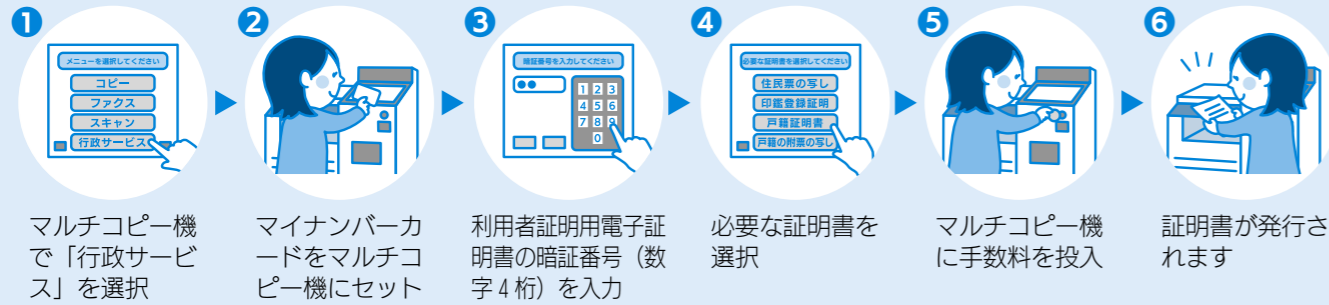 1
メニューを選択してください
コピー
ファクス
スキャン
行政サービス
マルチコピー機
で「行政サービ
ス」を選択
2
マイナンバーカ
ードをマルチコ
ピー機にセット
3
暗証番号を入力してください
1 2 3
4 5 6
7 8 9
0
利用者証明用電子証
明書の暗証番号（数
字4桁）を入力
4
必要な証明書を選択してください
住民票の写し
印鑑登録証明
戸籍証明書
戸籍の附票の写し
必要な証明書を
選択
5
マルチコピー機
に手数料を投入
6
証明書が発行さ
れます